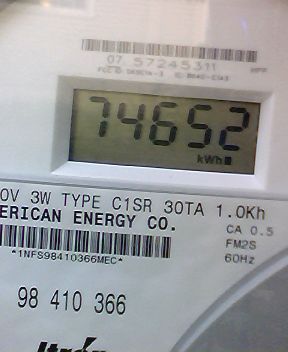 07 57245311
74652
kWh
0V 3W TYPE C1SR 30TA 1.0Kh
ERICAN ENERGY CO.
CA 0.5
FM2S
60Hz
*1NFS98410366MEC*
98 410 366
Itron